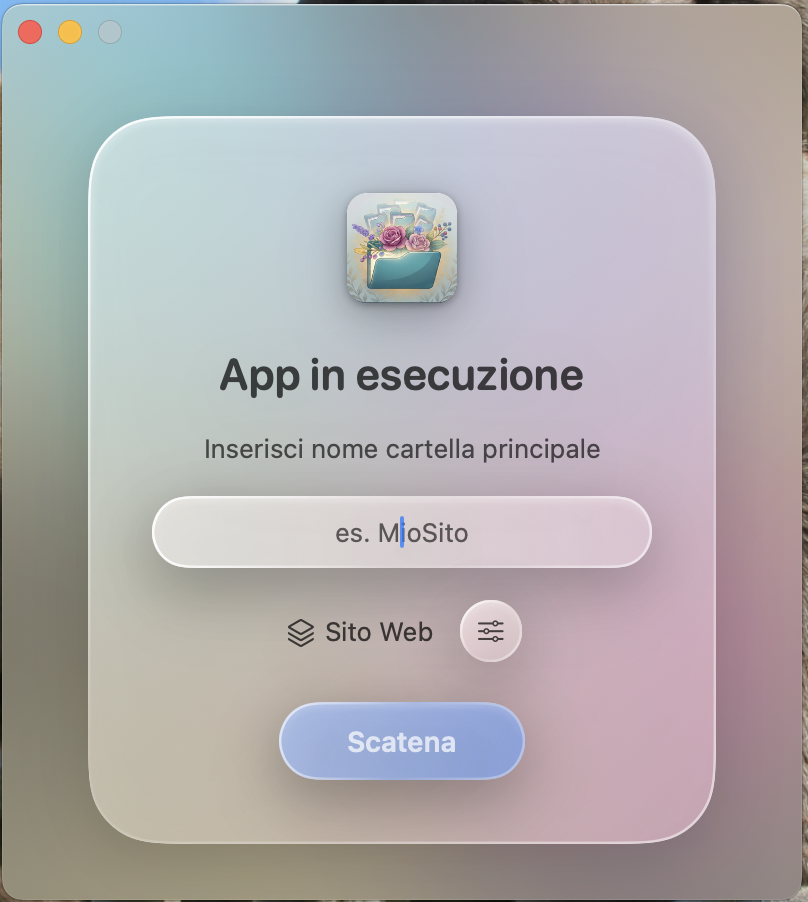 App in esecuzione
Inserisci nome cartella principale
es. MioSito
Sito Web
Scatena